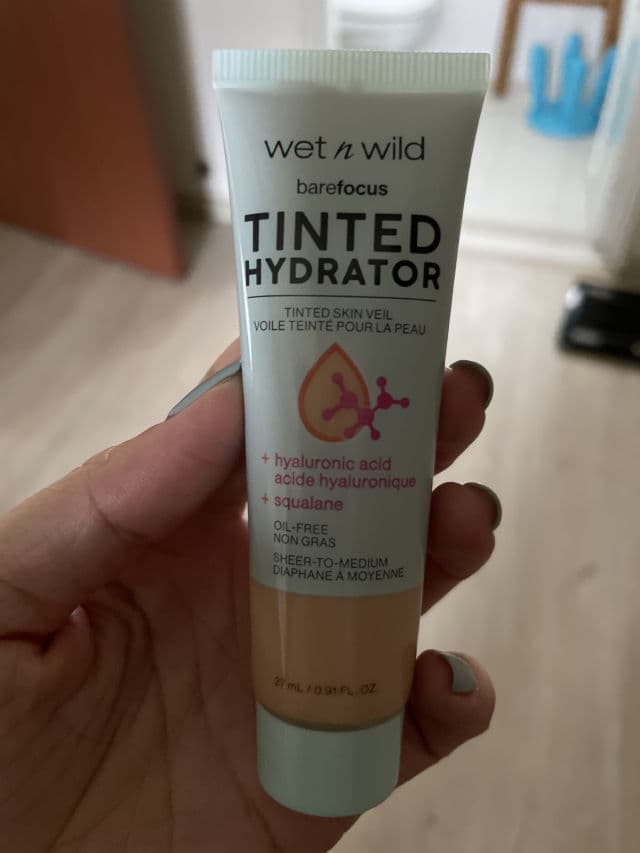 wet n wild
barefocus
TINTED
HYDRATOR
TINTED SKIN VEIL
VOILE TEINTÉ POUR LA PEAU
+ hyaluronic acid
acide hyaluronique
+ squalane
OIL-FREE
NON GRAS
SHEER-TO-MEDIUM
DIAPHANE À MOYENNE
27 mL / 0.91 FL. OZ.